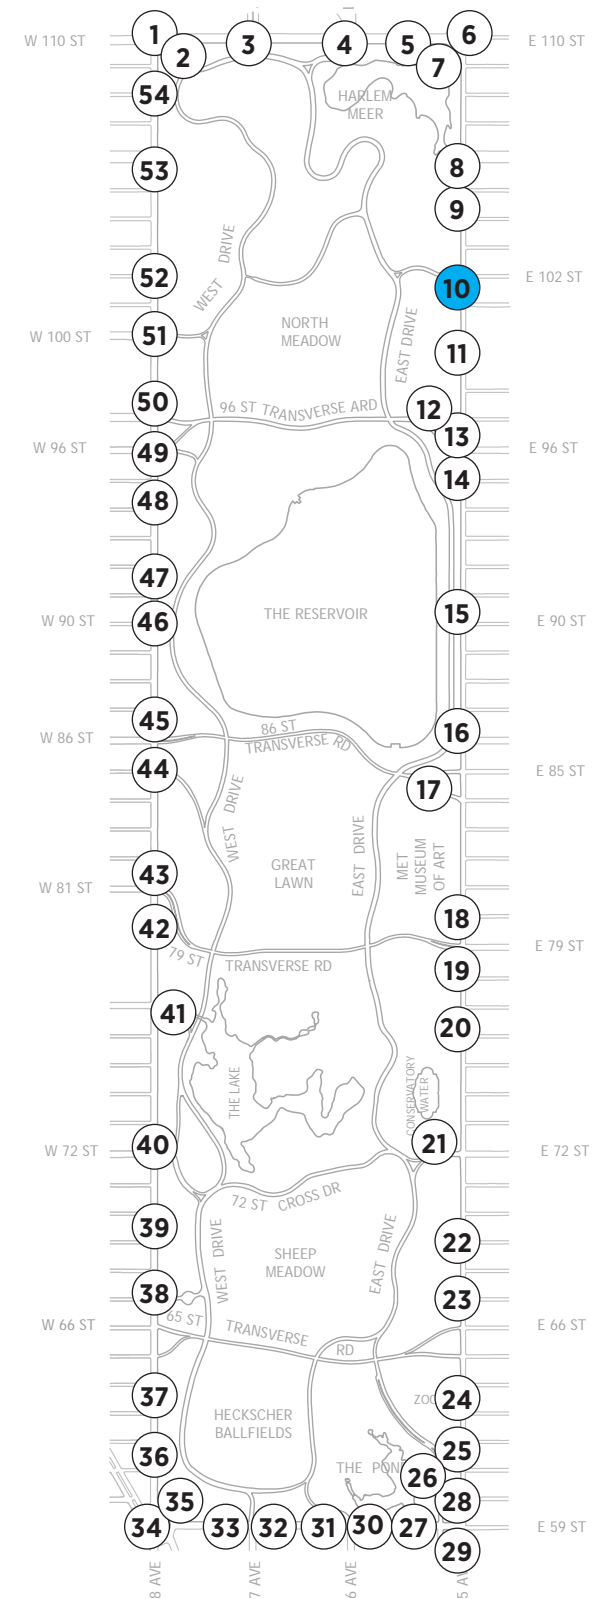 1
2
3
4
5
6
7
W 110 ST
E 110 ST
54
HARLEM
MEER
53
8
9
WEST DRIVE
52
10
E 102 ST
51
W 100 ST
NORTH
MEADOW
EAST DRIVE
11
50
96 ST TRANSVERSE ARD
12
13
W 96 ST
49
E 96 ST
14
48
47
46
W 90 ST
THE RESERVOIR
15
E 90 ST
45
W 86 ST
86 ST
TRANSVERSE RD
16
44
E 85 ST
17
WEST DRIVE
EAST DRIVE
MET
MUSEUM
OF ART
GREAT
LAWN
43
W 81 ST
42
18
79 ST
TRANSVERSE RD
E 79 ST
19
41
20
THE LAKE
CONSERVATORY
WATER
40
W 72 ST
21
E 72 ST
72 ST CROSS DR
39
WEST DRIVE
SHEEP
MEADOW
EAST DRIVE
22
38
23
65 ST
TRANSVERSE
RD
W 66 ST
E 66 ST
37
ZOO
24
HECKSCHER
BALLFIELDS
36
25
THE POND
26
35
28
34
33
32
31
30
27
E 59 ST
29
8 AVE
7 AVE
6 AVE
5 AVE